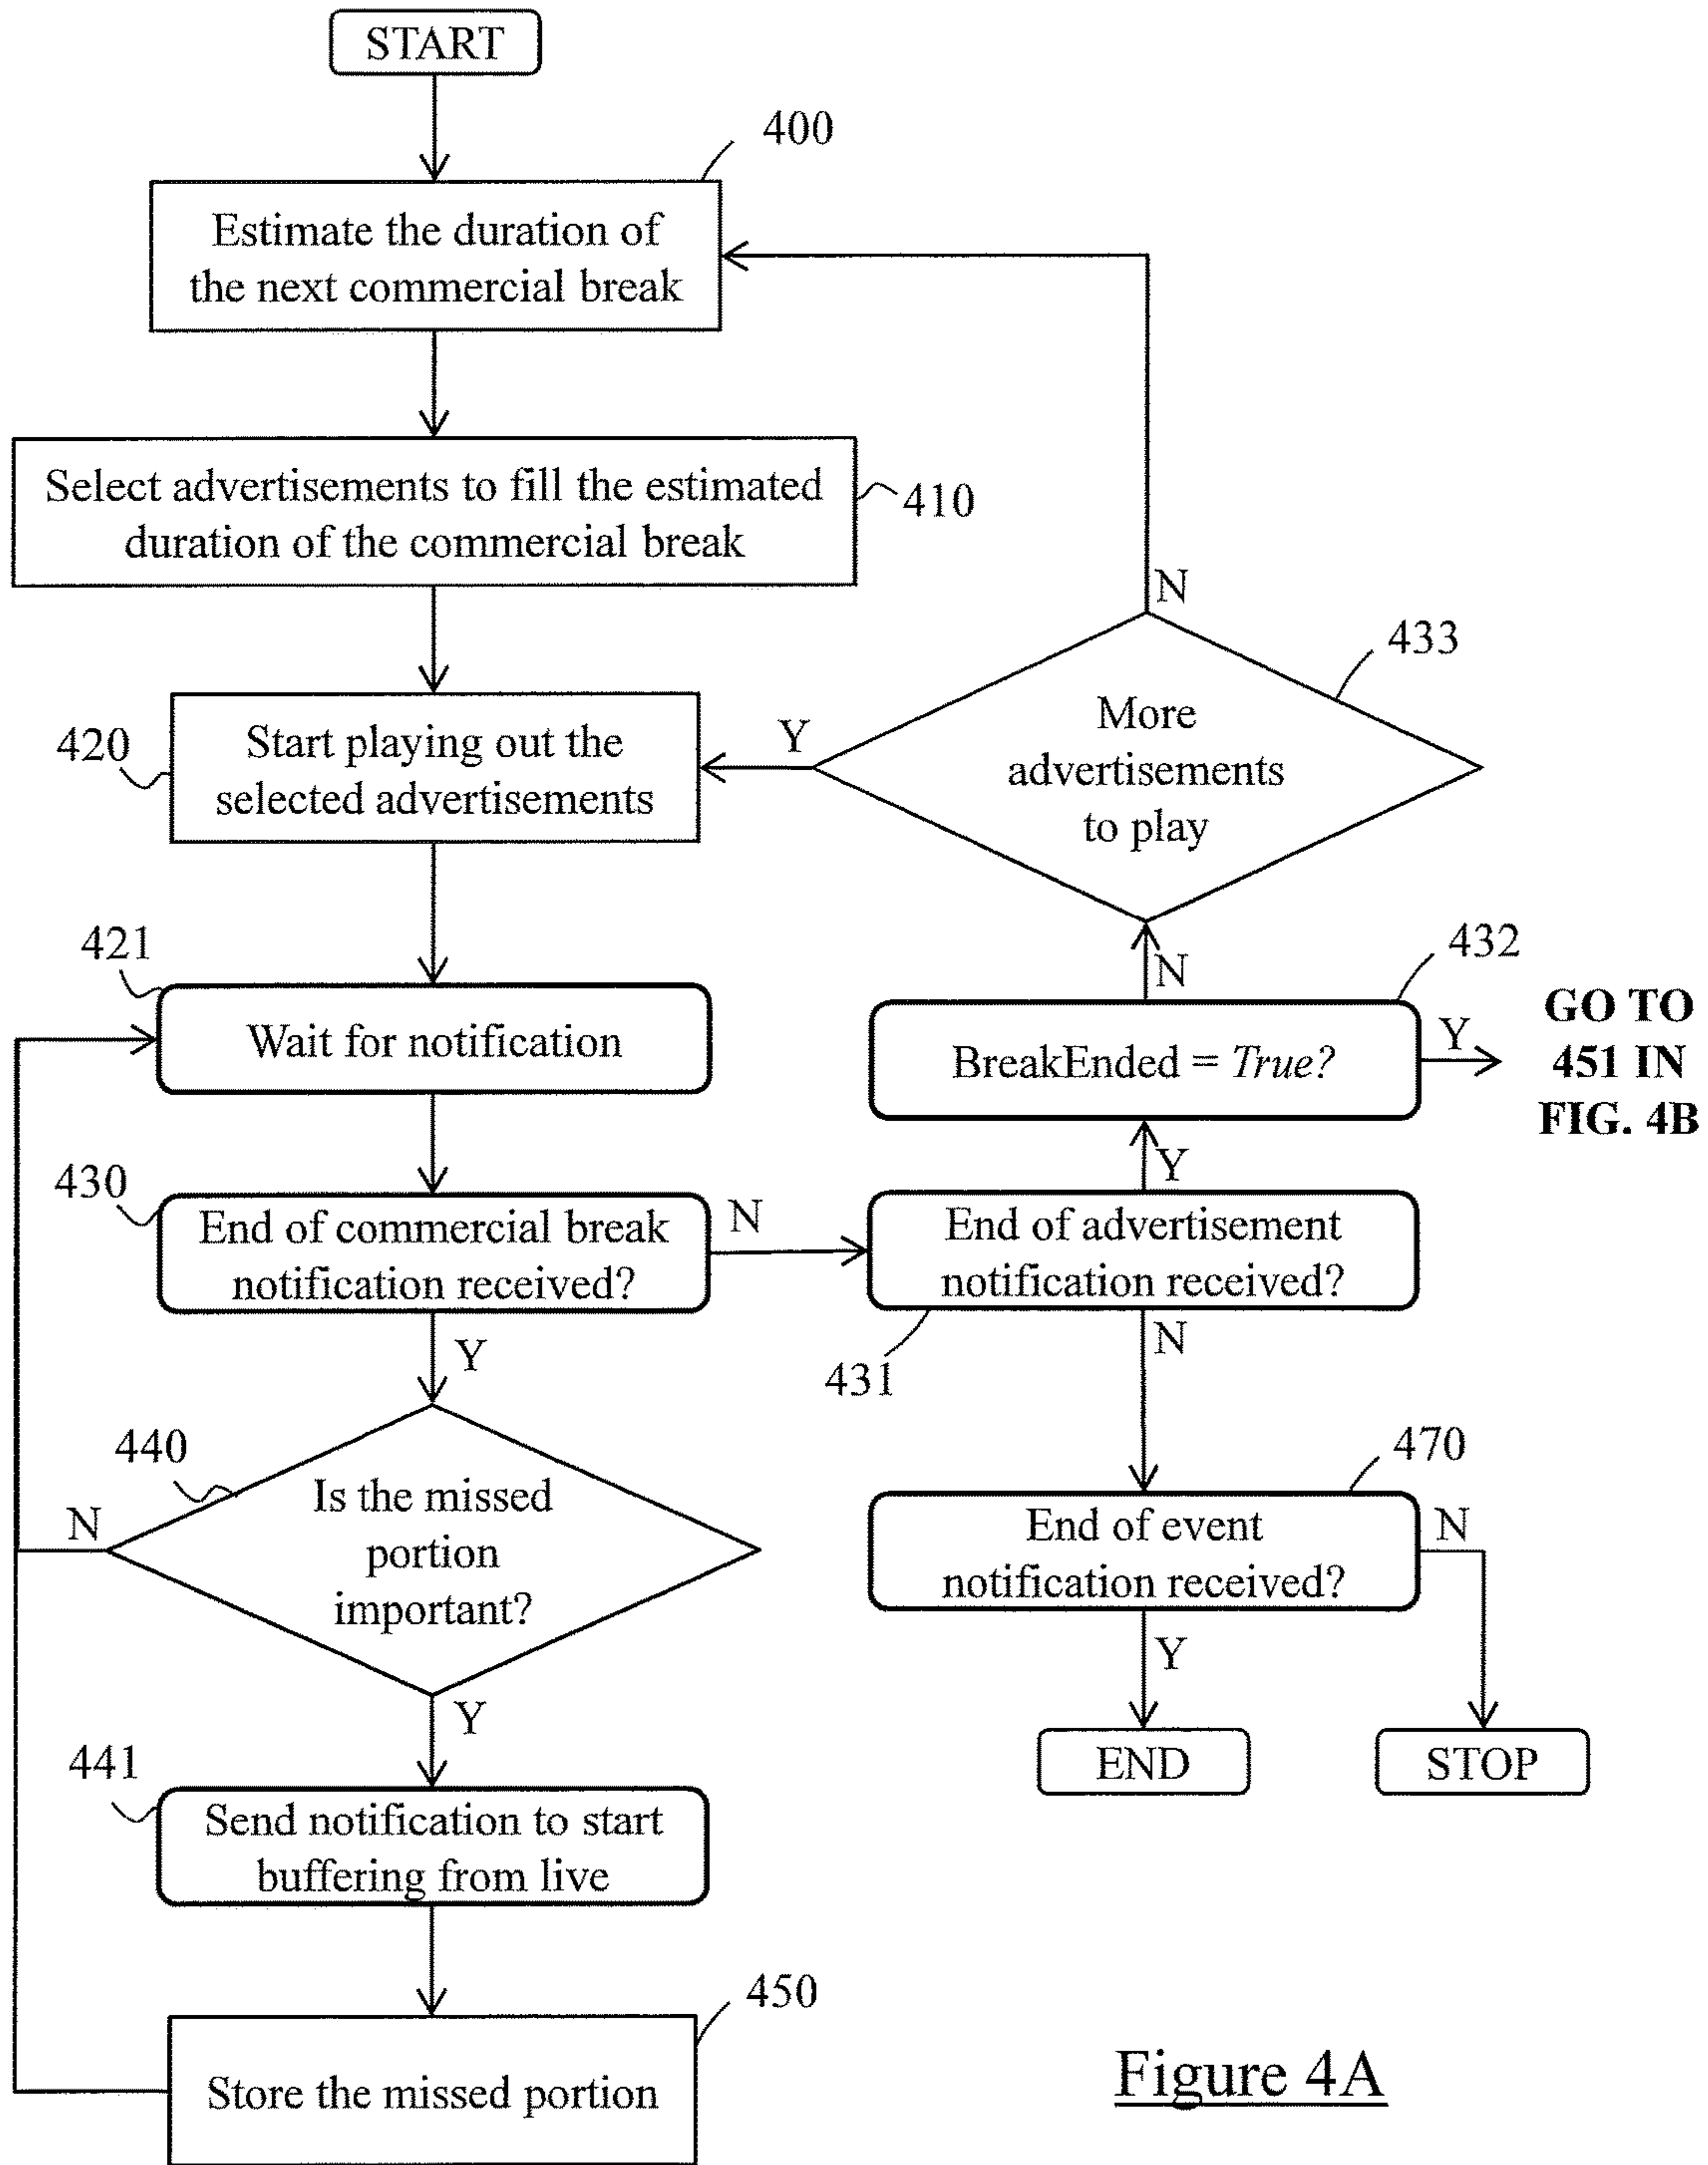 START
400
Estimate the duration of
the next commercial break
Select advertisements to fill the estimated
duration of the commercial break
410
N
433
More
advertisements
to play
Y
420
Start playing out the
selected advertisements
421
Wait for notification
N
432
BreakEnded = True?
Y
GO TO
451 IN
FIG. 4B
430
End of commercial break
notification received?
N
Y
End of advertisement
notification received?
431
N
Y
440
Is the missed
portion
important?
N
470
End of event
notification received?
N
Y
END
STOP
Y
441
Send notification to start
buffering from live
450
Store the missed portion
Figure 4A